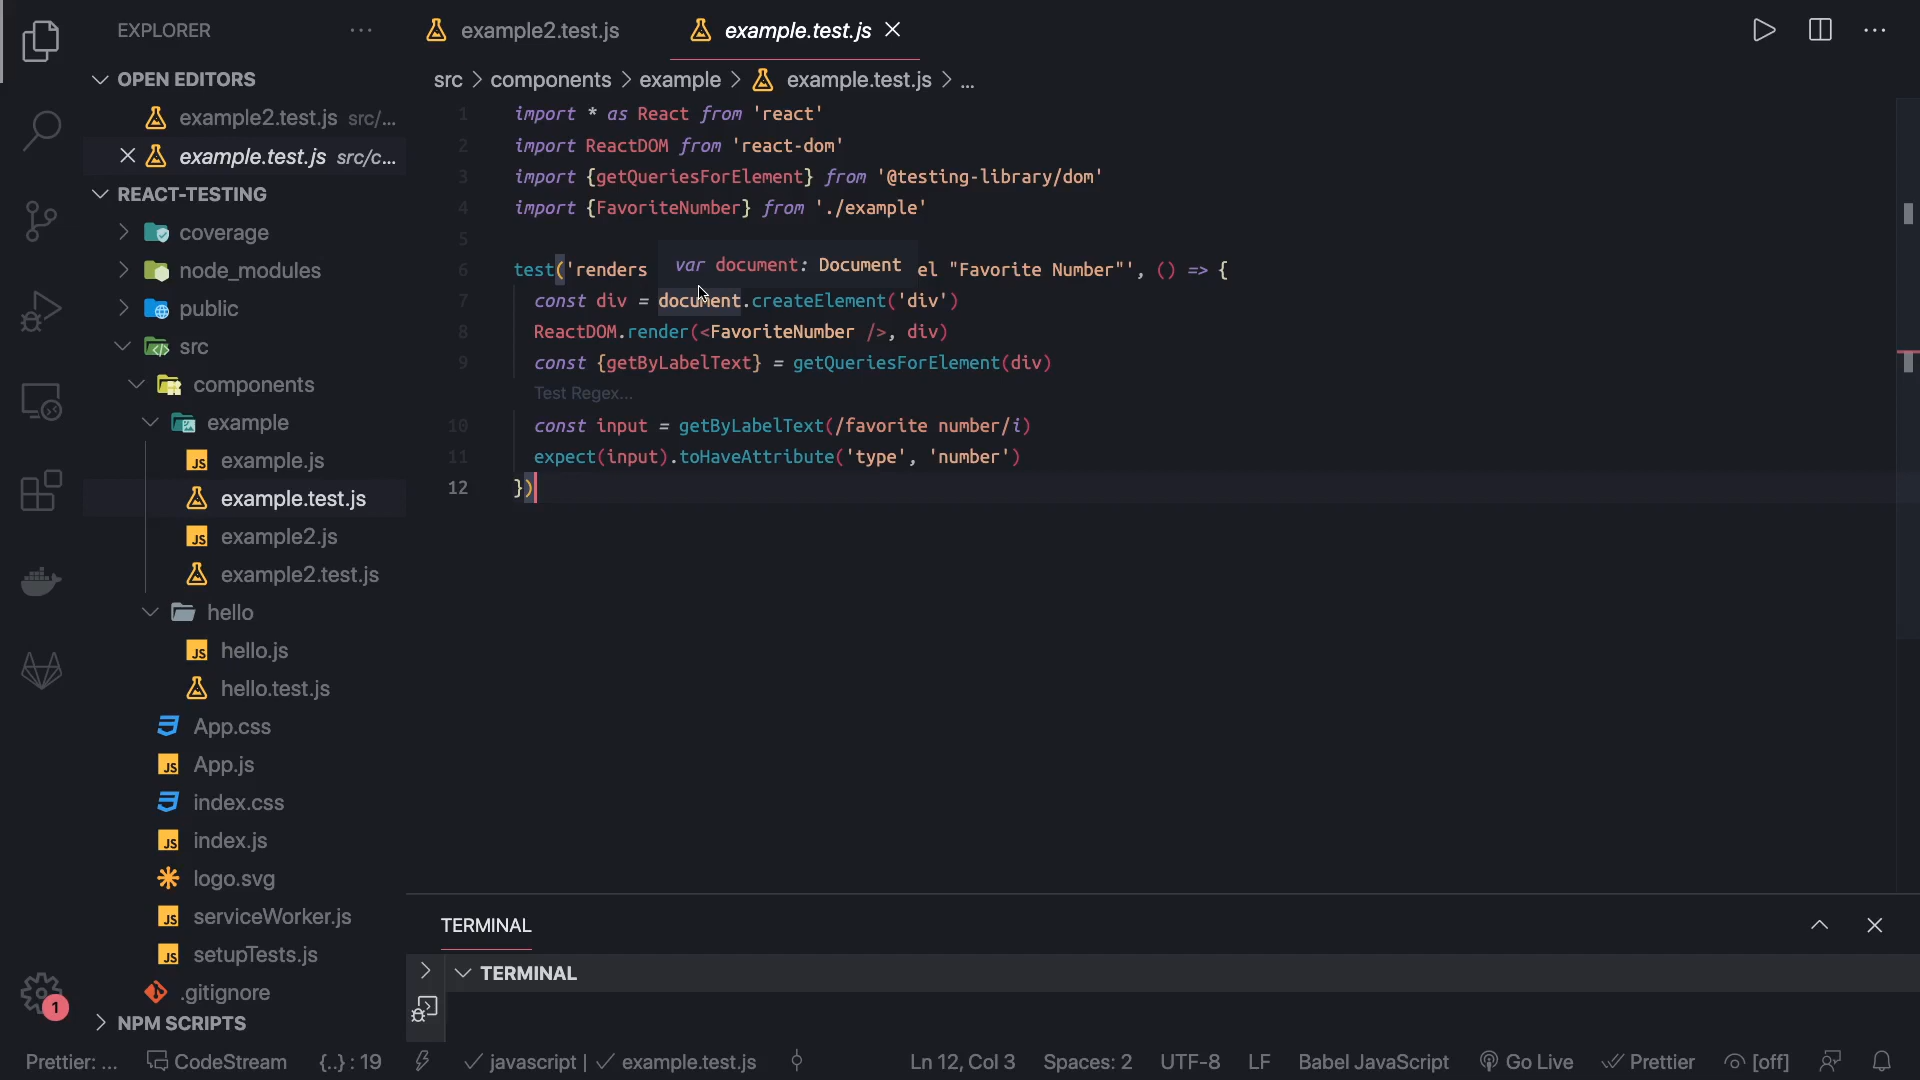 EXPLORER
example2.test.js
example.test.js
OPEN EDITORS
example2.test.js src/...
example.test.js src/c...
REACT-TESTING
coverage
node_modules
public
src
components
example
JS example.js
example.test.js
JS example2.js
example2.test.js
hello
JS hello.js
hello.test.js
App.css
JS App.js
index.css
JS index.js
logo.svg
JS serviceWorker.js
JS setupTests.js
.gitignore
1
NPM SCRIPTS
src > components > example > example.test.js > ...
1 import * as React from 'react'
2 import ReactDOM from 'react-dom'
3 import {getQueriesForElement} from '@testing-library/dom'
4 import {FavoriteNumber} from './example'
5
var document: Document
6 test('renders el "Favorite Number"', () => {
7 const div = document.createElement('div')
8 ReactDOM.render(<FavoriteNumber />, div)
9 const {getByLabelText} = getQueriesForElement(div)
Test Regex...
10 const input = getByLabelText(/favorite number/i)
11 expect(input).toHaveAttribute('type', 'number')
12 })
TERMINAL
TERMINAL
Prettier: ... CodeStream {..} : 19 javascript | example.test.js Ln 12, Col 3 Spaces: 2 UTF-8 LF Babel JavaScript Go Live Prettier [off]